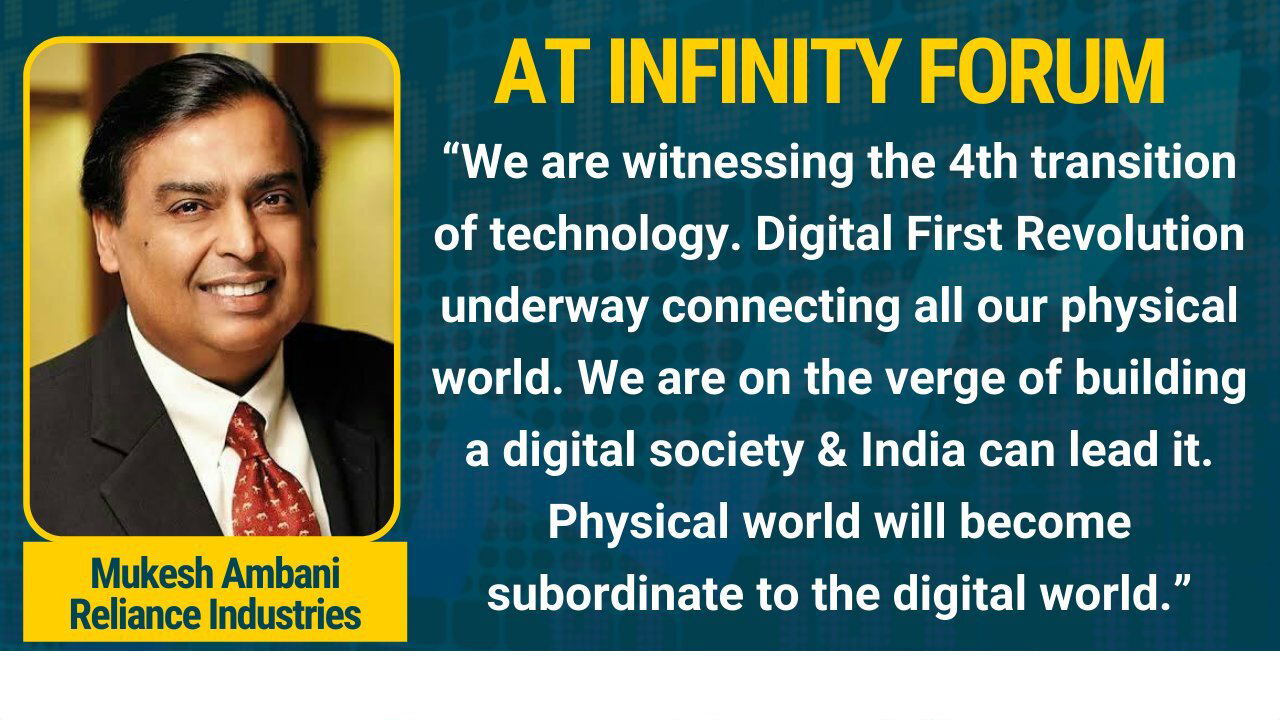 AT INFINITY FORUM
“We are witnessing the 4th transition
of technology. Digital First Revolution
underway connecting all our physical
world. We are on the verge of building
a digital society & India can lead it.
Physical world will become
subordinate to the digital world.”
Mukesh Ambani
Reliance Industries